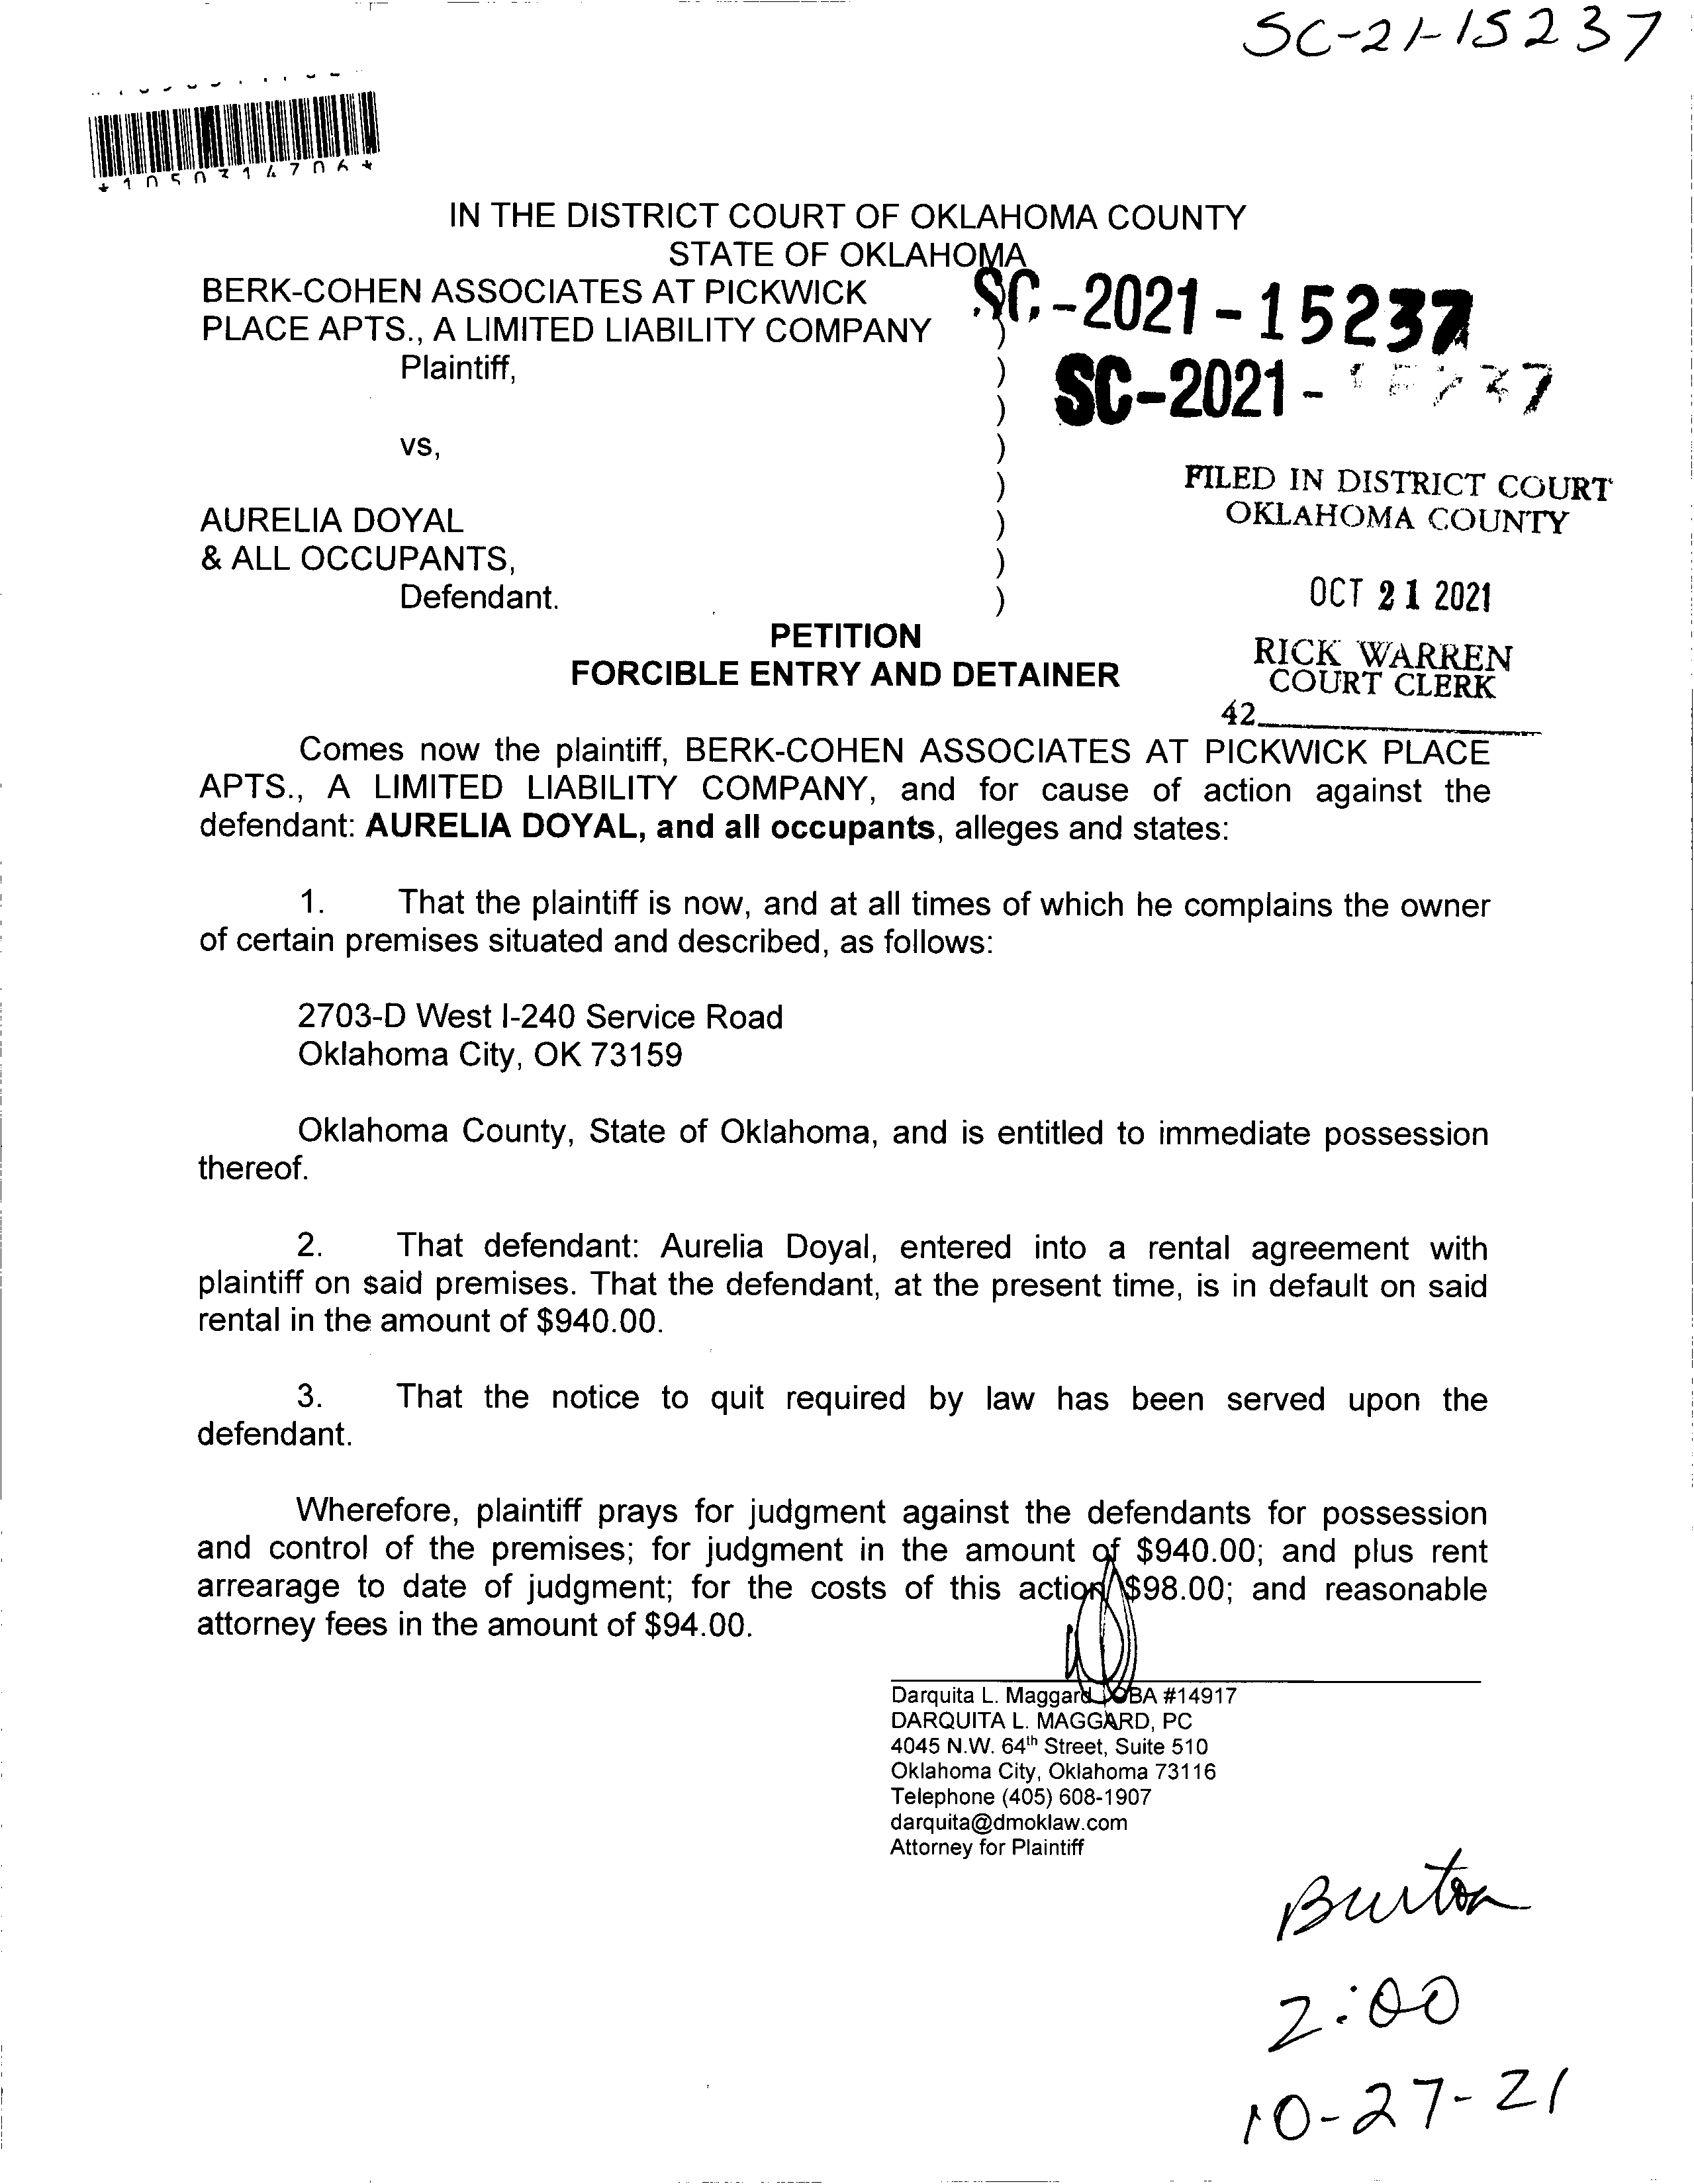 SC-21-15237
*1050314706*
IN THE DISTRICT COURT OF OKLAHOMA COUNTY
STATE OF OKLAHOMA
BERK-COHEN ASSOCIATES AT PICKWICK
PLACE APTS., A LIMITED LIABILITY COMPANY )
Plaintiff, )
)
vs, )
)
AURELIA DOYAL )
& ALL OCCUPANTS, )
Defendant. )
SC-2021-15237
SC-2021-15237
FILED IN DISTRICT COURT
OKLAHOMA COUNTY
OCT 21 2021
RICK WARREN
COURT CLERK
42
PETITION
FORCIBLE ENTRY AND DETAINER
Comes now the plaintiff, BERK-COHEN ASSOCIATES AT PICKWICK PLACE
APTS., A LIMITED LIABILITY COMPANY, and for cause of action against the
defendant: AURELIA DOYAL, and all occupants, alleges and states:
1. That the plaintiff is now, and at all times of which he complains the owner
of certain premises situated and described, as follows:
2703-D West I-240 Service Road
Oklahoma City, OK 73159
Oklahoma County, State of Oklahoma, and is entitled to immediate possession
thereof.
2. That defendant: Aurelia Doyal, entered into a rental agreement with
plaintiff on said premises. That the defendant, at the present time, is in default on said
rental in the amount of $940.00.
3. That the notice to quit required by law has been served upon the
defendant.
Wherefore, plaintiff prays for judgment against the defendants for possession
and control of the premises; for judgment in the amount of $940.00; and plus rent
arrearage to date of judgment; for the costs of this action $98.00; and reasonable
attorney fees in the amount of $94.00.
Darquita L. Maggard OBA #14917
DARQUITA L. MAGGARD, PC
4045 N.W. 64th Street, Suite 510
Oklahoma City, Oklahoma 73116
Telephone (405) 608-1907
darquita@dmoklaw.com
Attorney for Plaintiff
Burton
2:00
10-27-21